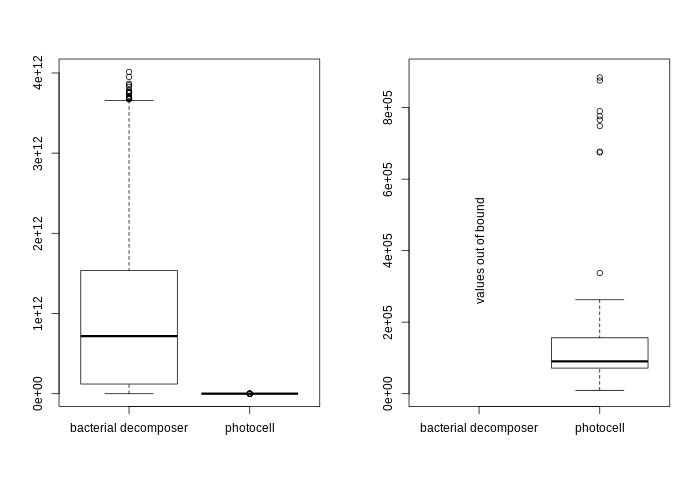 4e+12
3e+12
2e+12
1e+12
0e+00
bacterial decomposer
photocell
8e+05
6e+05
4e+05
2e+05
0e+00
values out of bound
bacterial decomposer
photocell